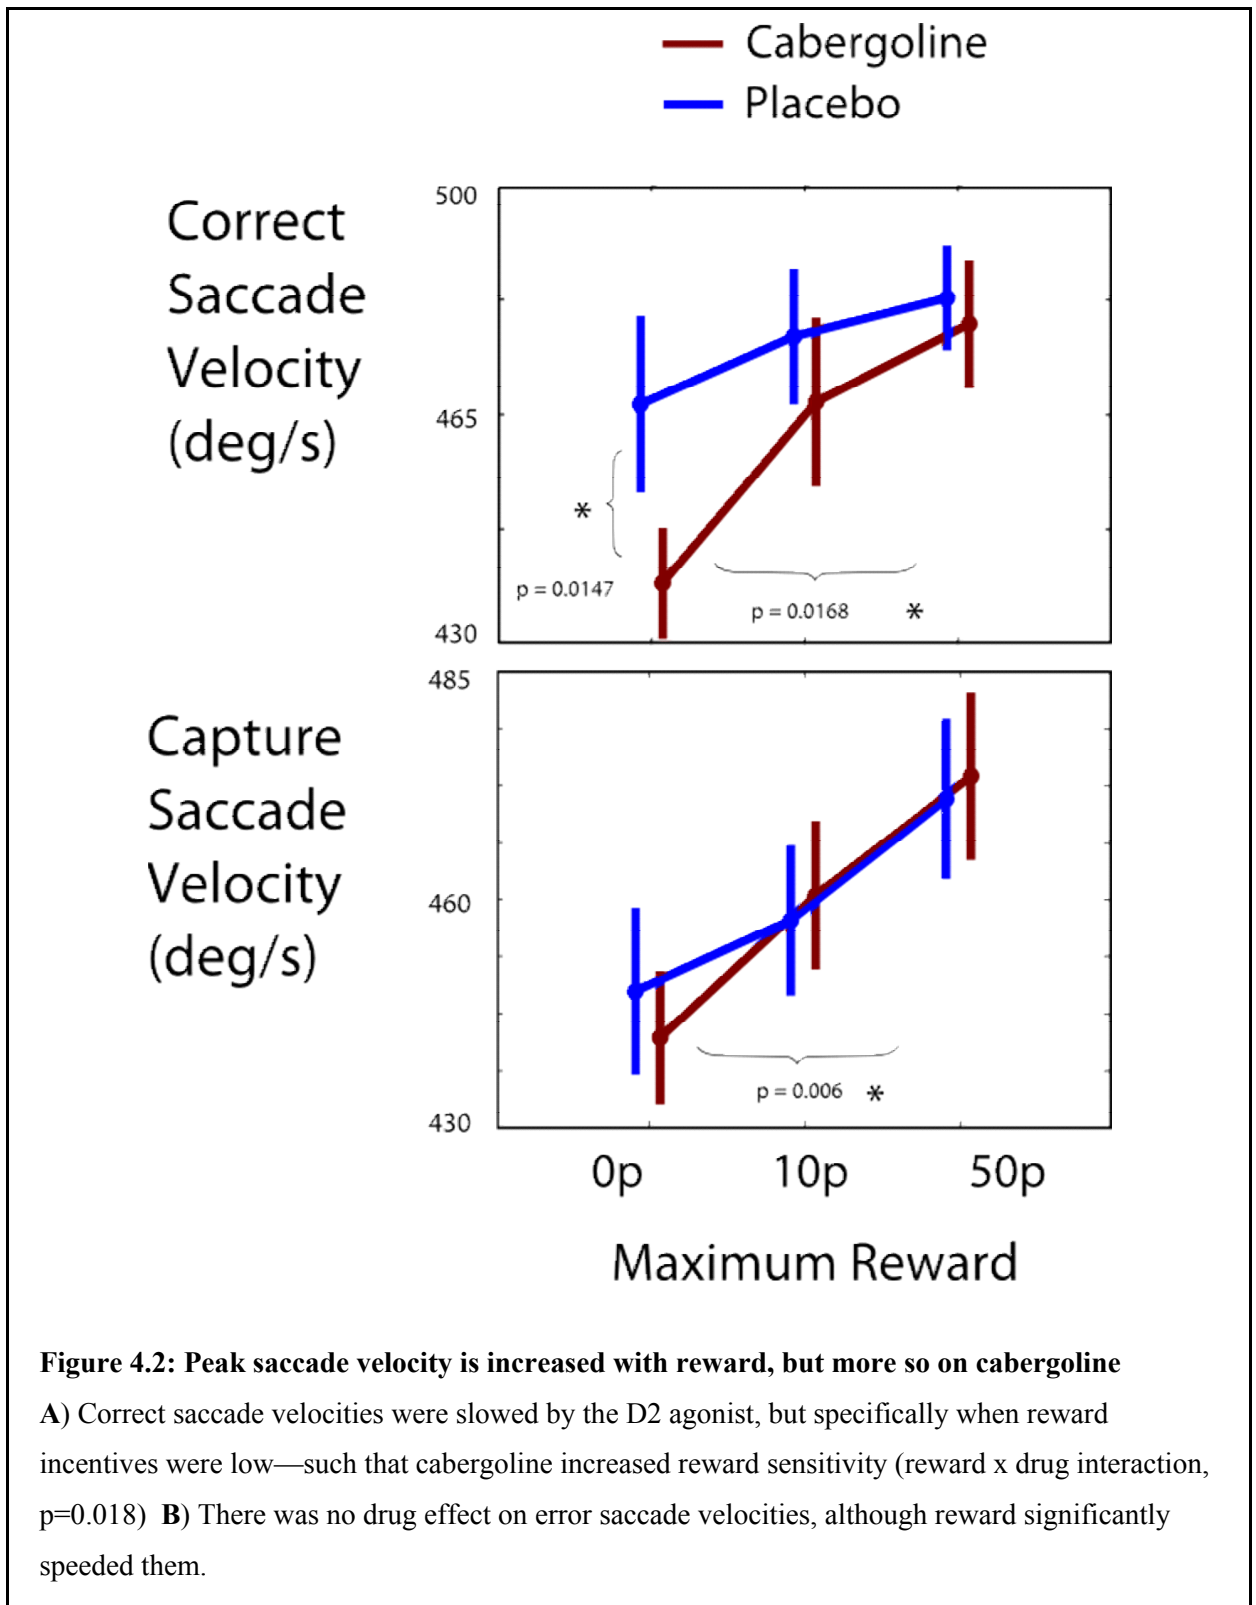 Cabergoline
Placebo
Correct
Saccade
Velocity
(deg/s)
500
465
430
*
p = 0.0147
p = 0.0168 *
Capture
Saccade
Velocity
(deg/s)
485
460
430
p = 0.006 *
0p 10p 50p
Maximum Reward
Figure 4.2: Peak saccade velocity is increased with reward, but more so on cabergoline
A) Correct saccade velocities were slowed by the D2 agonist, but specifically when reward
incentives were low—such that cabergoline increased reward sensitivity (reward x drug interaction,
p=0.018) B) There was no drug effect on error saccade velocities, although reward significantly
speeded them.